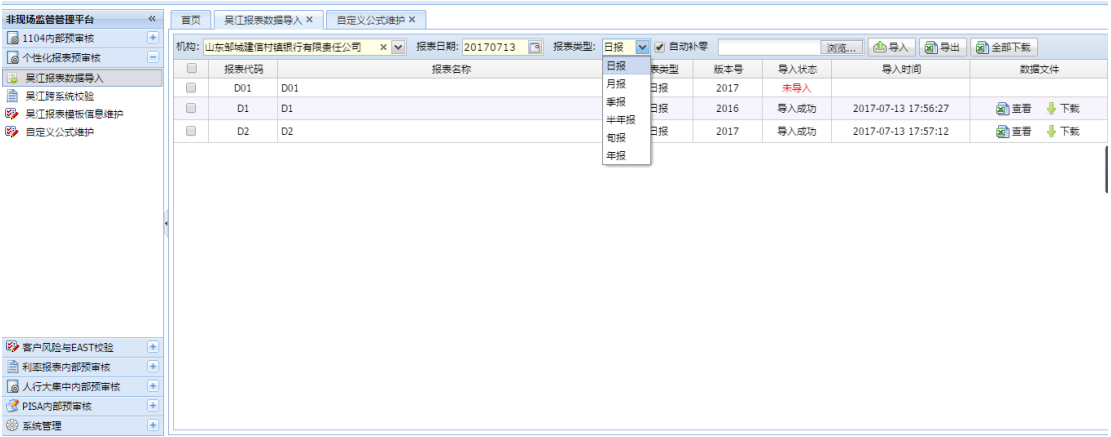 非现场监管管理平台
首页 吴江报表数据导入 × 自定义公式维护 ×
1104内部预审核
个性化报表预审核
吴江报表数据导入
吴江跨系统校验
吴江报表模板信息维护
自定义公式维护
机构: 山东邹城建信村镇银行有限责任公司 × 报表日期: 20170713 报表类型: 日报 自动补零 浏览... 导入 导出 全部下载
报表代码 报表名称 表类型 版本号 导入状态 导入时间 数据文件
D01 D01 日报 2017 未导入
D1 D1 日报 2016 导入成功 2017-07-13 17:56:27 查看 下载
D2 D2 日报 2017 导入成功 2017-07-13 17:57:12 查看 下载
日报
月报
季报
半年报
旬报
年报
客户风险与EAST校验
利率报表内部预审核
人行大集中内部预审核
PISA内部预审核
系统管理